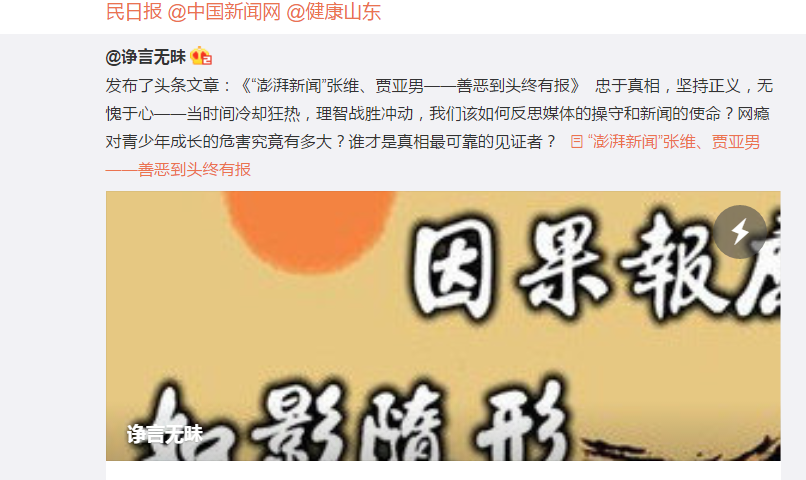 民日报 @中国新闻网 @健康山东
@诤言无昧
发布了头条文章：《“澎湃新闻”张维、贾亚男——善恶到头终有报》 忠于真相，坚持正义，无
愧于心——当时间冷却狂热，理智战胜冲动，我们该如何反思媒体的操守和新闻的使命？网瘾
对青少年成长的危害究竟有多大？谁才是真相最可靠的见证者？ “澎湃新闻”张维、贾亚男
——善恶到头终有报
因果報應
如影隨形
诤言无昧